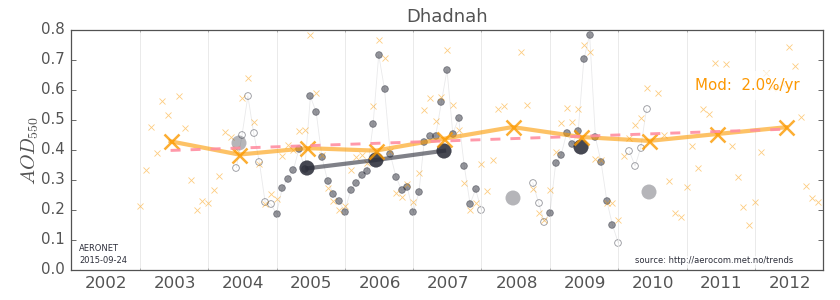 Dhadnah
0.8
0.7
0.6
0.5
0.4
0.3
0.2
0.1
0.0
AOD550
Mod: 2.0%/yr
AERONET
2015-09-24
source: http://aerocom.met.no/trends
2002 2003 2004 2005 2006 2007 2008 2009 2010 2011 2012